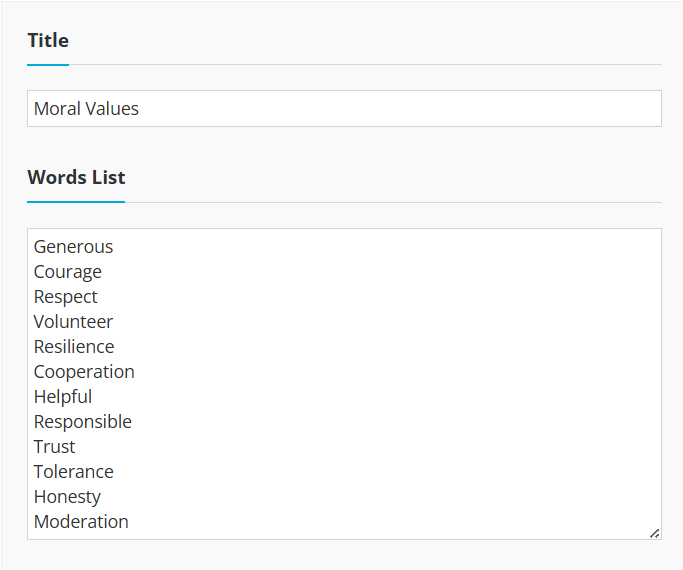 Title
Moral Values
Words List
Generous
Courage
Respect
Volunteer
Resilience
Cooperation
Helpful
Responsible
Trust
Tolerance
Honesty
Moderation